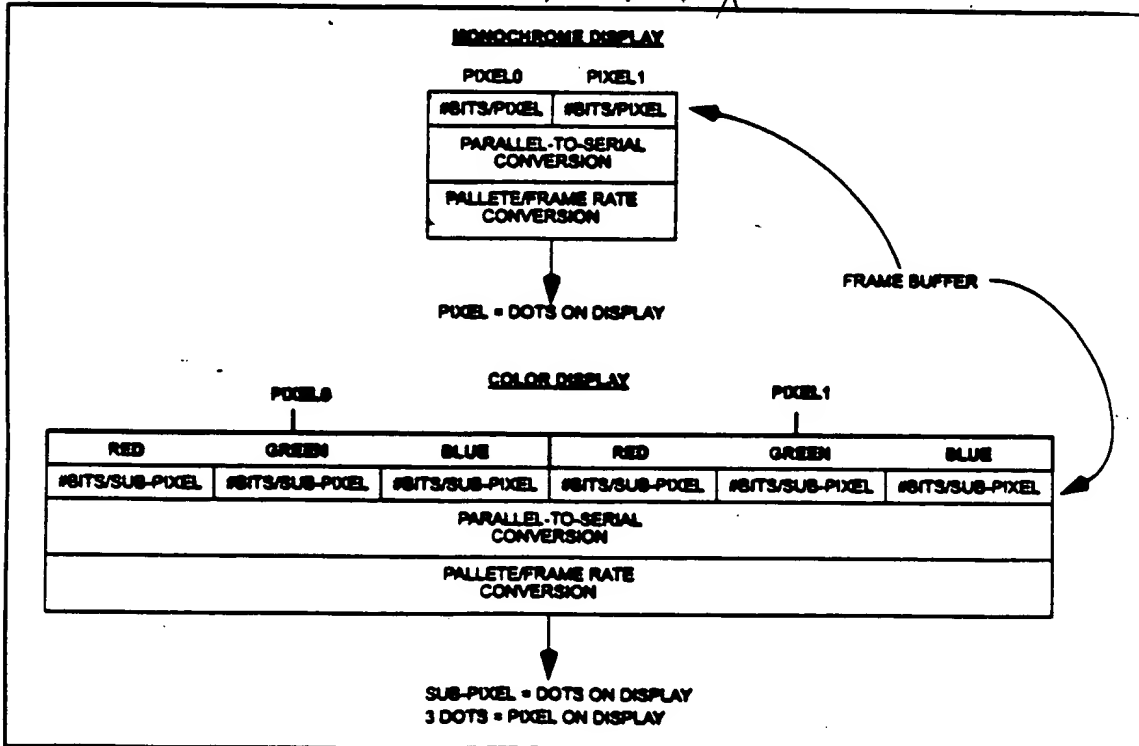 MONOCHROME DISPLAY
PIXEL0 PIXEL1
#BITS/PIXEL #BITS/PIXEL
PARALLEL-TO-SERIAL
CONVERSION
PALLETE/FRAME RATE
CONVERSION
FRAME BUFFER
PIXEL = DOTS ON DISPLAY
COLOR DISPLAY
PIXEL0 PIXEL1
RED GREEN BLUE RED GREEN BLUE
#BITS/SUB-PIXEL #BITS/SUB-PIXEL #BITS/SUB-PIXEL #BITS/SUB-PIXEL #BITS/SUB-PIXEL #BITS/SUB-PIXEL
PARALLEL-TO-SERIAL
CONVERSION
PALLETE/FRAME RATE
CONVERSION
SUB-PIXEL = DOTS ON DISPLAY
3 DOTS = PIXEL ON DISPLAY